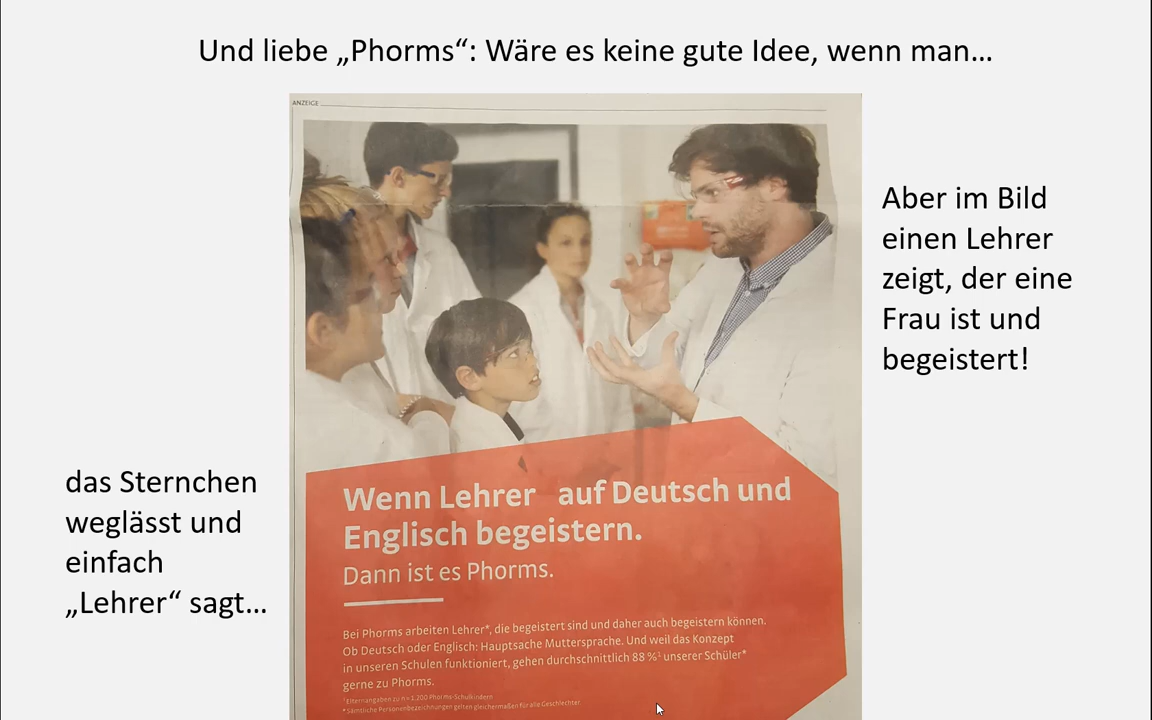 Und liebe „Phorms“: Wäre es keine gute Idee, wenn man...
ANZEIGE
Aber im Bild
einen Lehrer
zeigt, der eine
Frau ist und
begeistert!
das Sternchen
weglässt und
einfach
„Lehrer“ sagt...
Wenn Lehrer auf Deutsch und
Englisch begeistern.
Dann ist es Phorms.
Bei Phorms arbeiten Lehrer*, die begeistert sind und daher auch begeistern können.
Ob Deutsch oder Englisch: Hauptsache Muttersprache. Und weil das Konzept
in unseren Schulen funktioniert, gehen durchschnittlich 88 %¹ unserer Schüler*
gerne zu Phorms.
¹ Elternangaben zu n = 1.200 Phorms-Schulkindern
* Sämtliche Personenbezeichnungen gelten gleichermaßen für alle Geschlechter